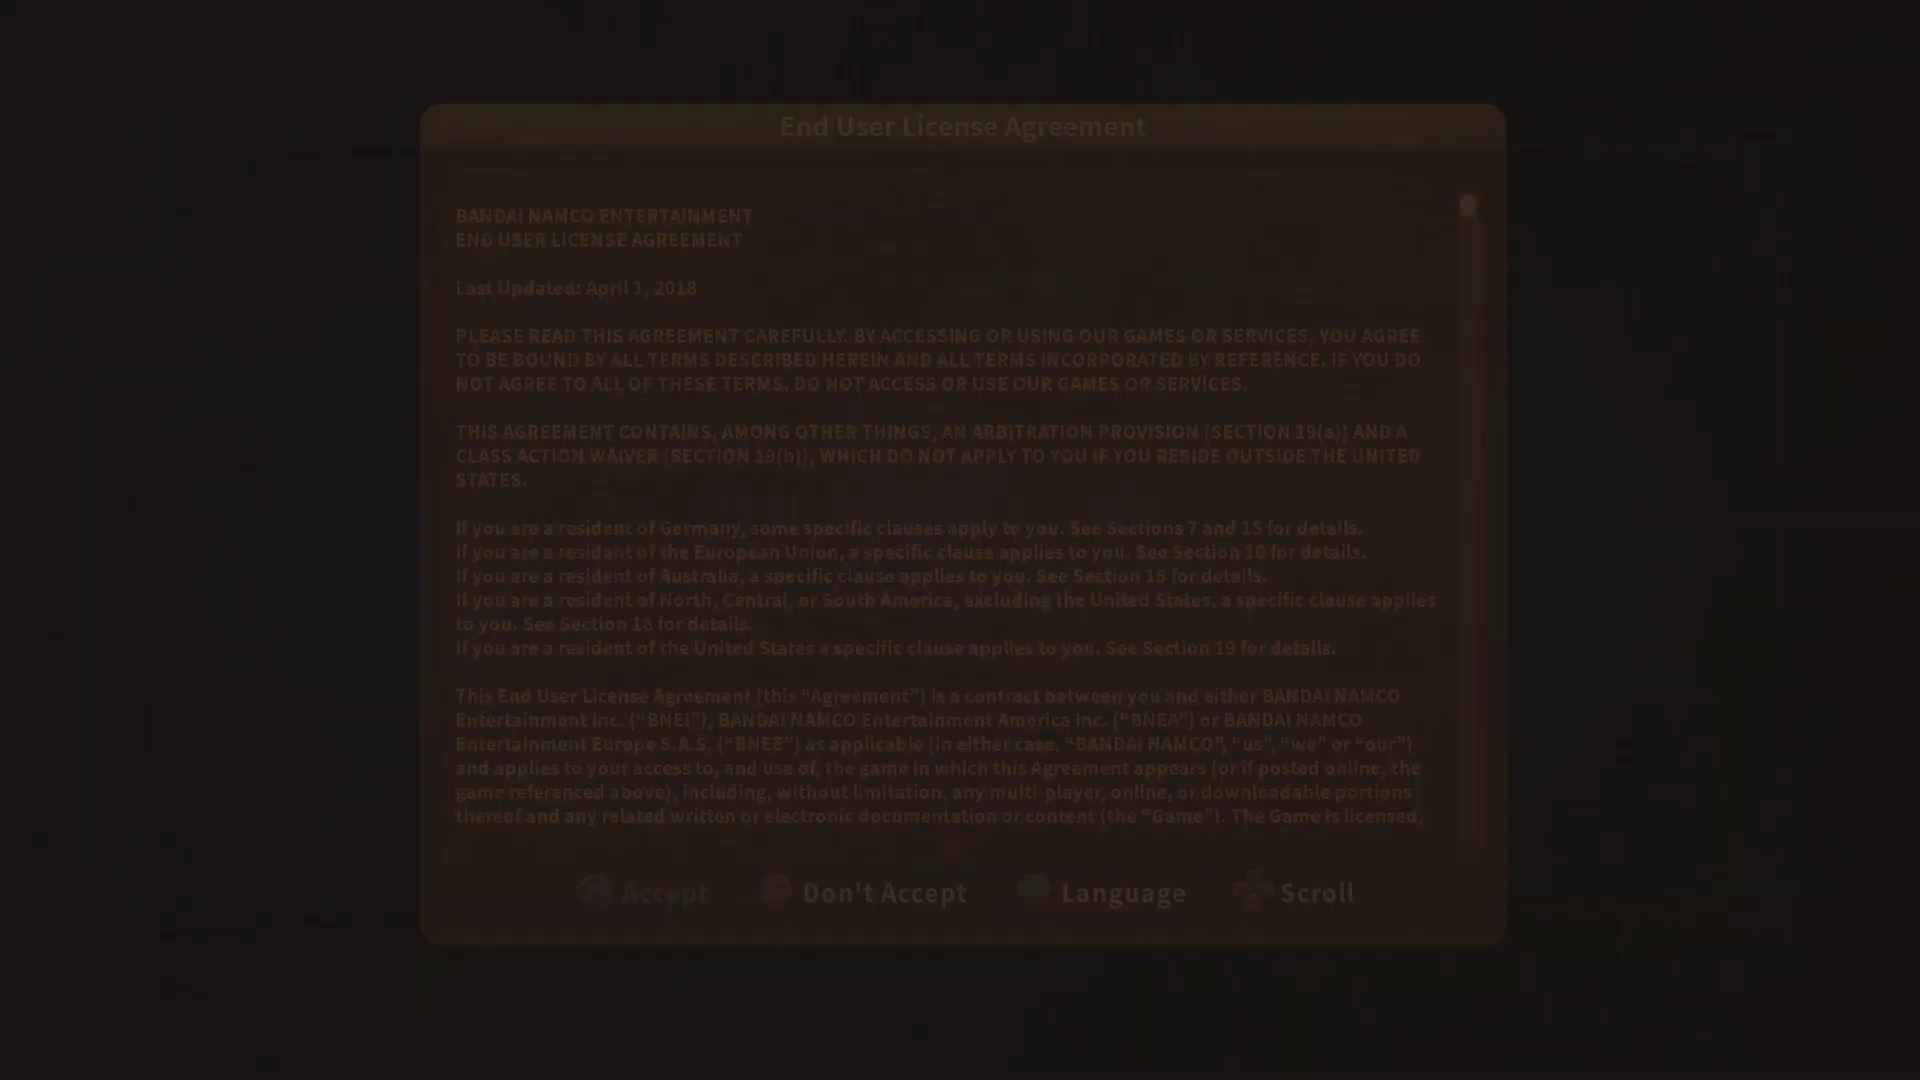 End User License Agreement
BANDAI NAMCO ENTERTAINMENT
END USER LICENSE AGREEMENT
Last Updated: April 1, 2018
PLEASE READ THIS AGREEMENT CAREFULLY. BY ACCESSING OR USING OUR GAMES OR SERVICES, YOU AGREE
TO BE BOUND BY ALL TERMS DESCRIBED HEREIN AND ALL TERMS INCORPORATED BY REFERENCE. IF YOU DO
NOT AGREE TO ALL OF THESE TERMS, DO NOT ACCESS OR USE OUR GAMES OR SERVICES.
THIS AGREEMENT CONTAINS, AMONG OTHER THINGS, AN ARBITRATION PROVISION (SECTION 19(a)) AND A
CLASS ACTION WAIVER (SECTION 19(b)), WHICH DO NOT APPLY TO YOU IF YOU RESIDE OUTSIDE THE UNITED
STATES.
If you are a resident of Germany, some specific clauses apply to you. See Sections 7 and 15 for details.
If you are a resident of the European Union, a specific clause applies to you. See Section 10 for details.
If you are a resident of Australia, a specific clause applies to you. See Section 15 for details.
If you are a resident of North, Central, or South America, excluding the United States, a specific clause applies
to you. See Section 18 for details.
If you are a resident of the United States a specific clause applies to you. See Section 19 for details.
This End User License Agreement (this “Agreement”) is a contract between you and either BANDAI NAMCO
Entertainment Inc. (“BNEI”), BANDAI NAMCO Entertainment America Inc. (“BNEA”) or BANDAI NAMCO
Entertainment Europe S.A.S. (“BNEE”) as applicable (in either case, “BANDAI NAMCO”, “us”, “we” or “our”)
and applies to your access to, and use of, the game in which this Agreement appears (or if posted online, the
game referenced above), including, without limitation, any multi-player, online, or downloadable portions
thereof and any related written or electronic documentation or content (the “Game”). The Game is licensed,
Accept Don't Accept Language Scroll